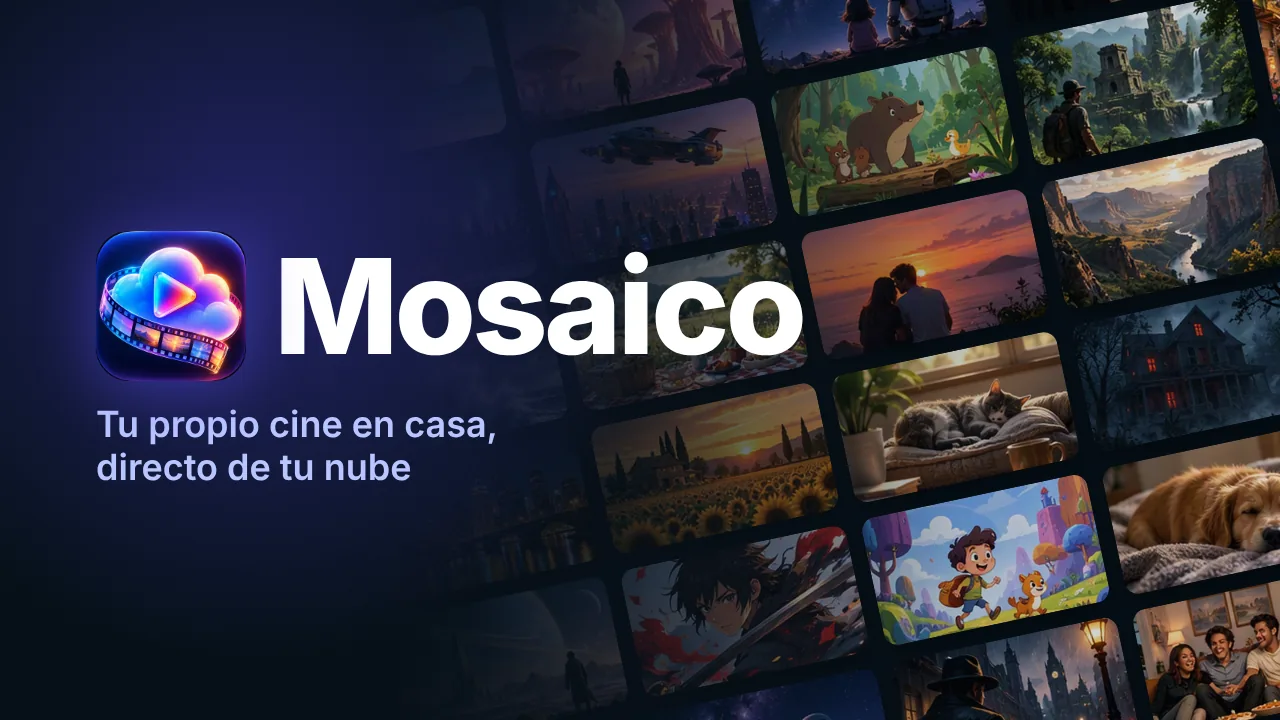 Mosaico
Tu propio cine en casa,
directo de tu nube